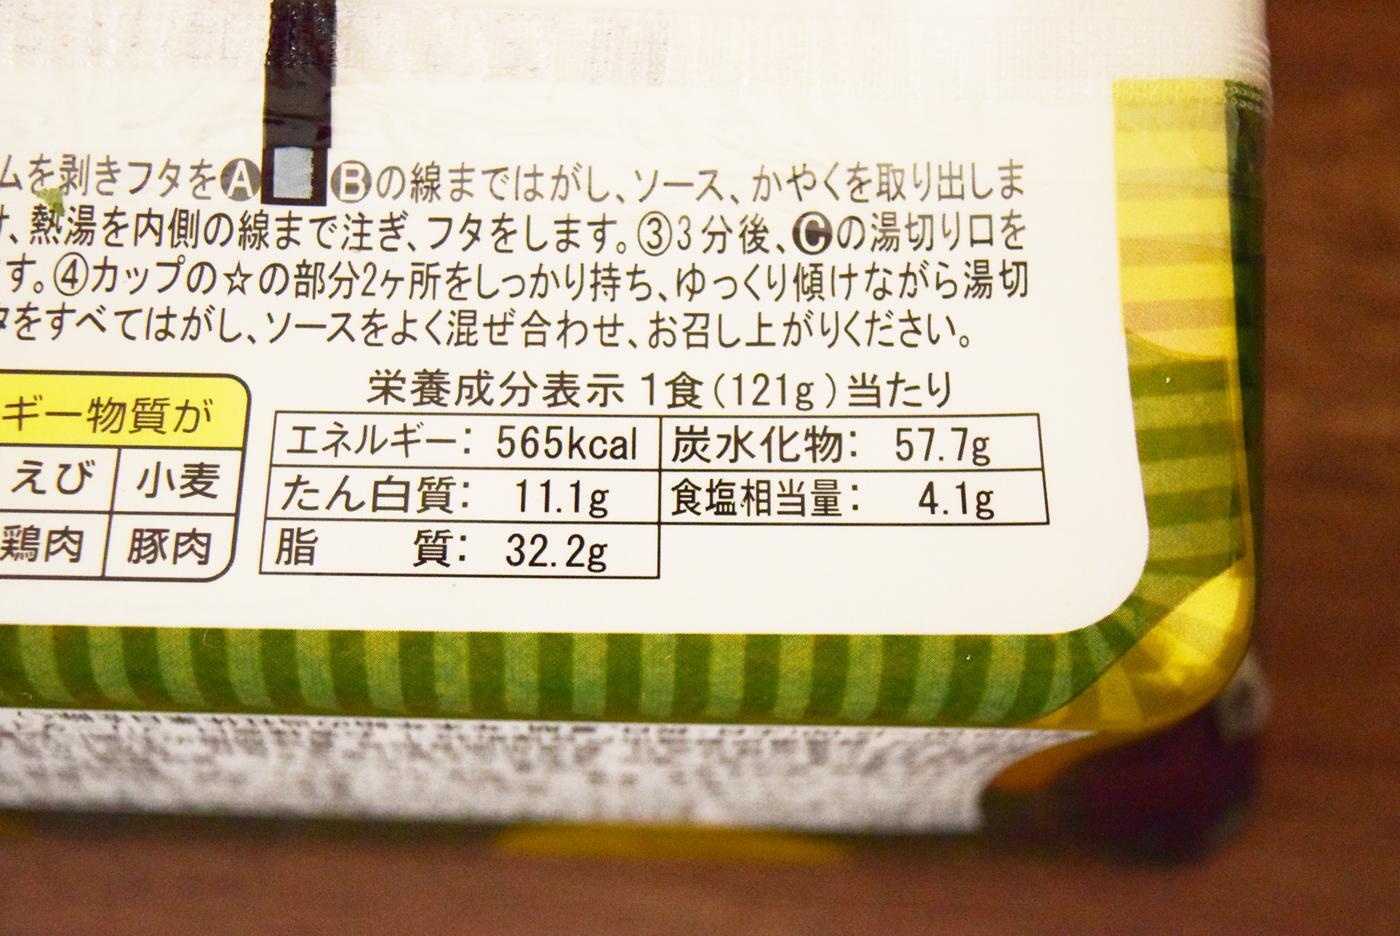 ムを剥きフタをA B の線まではがし、ソース、かやくを取り出しま
、熱湯を内側の線まで注ぎ、フタをします。③3分後、Cの湯切り口を
す。④カップの☆の部分2ヶ所をしっかり持ち、ゆっくり傾けながら湯切
をすべてはがし、ソースをよく混ぜ合わせ、お召し上がりください。
ギー物質が
えび 小麦
鶏肉 豚肉
栄養成分表示 1食(121g)当たり
エネルギー: 565kcal 炭水化物: 57.7g
たん白質: 11.1g 食塩相当量: 4.1g
脂 質: 32.2g